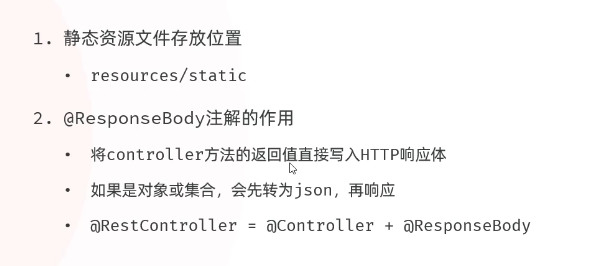 1. 静态资源文件存放位置
• resources/static
2. @ResponseBody注解的作用
• 将controller方法的返回值直接写入HTTP响应体
• 如果是对象或集合，会先转为json，再响应
• @RestController = @Controller + @ResponseBody